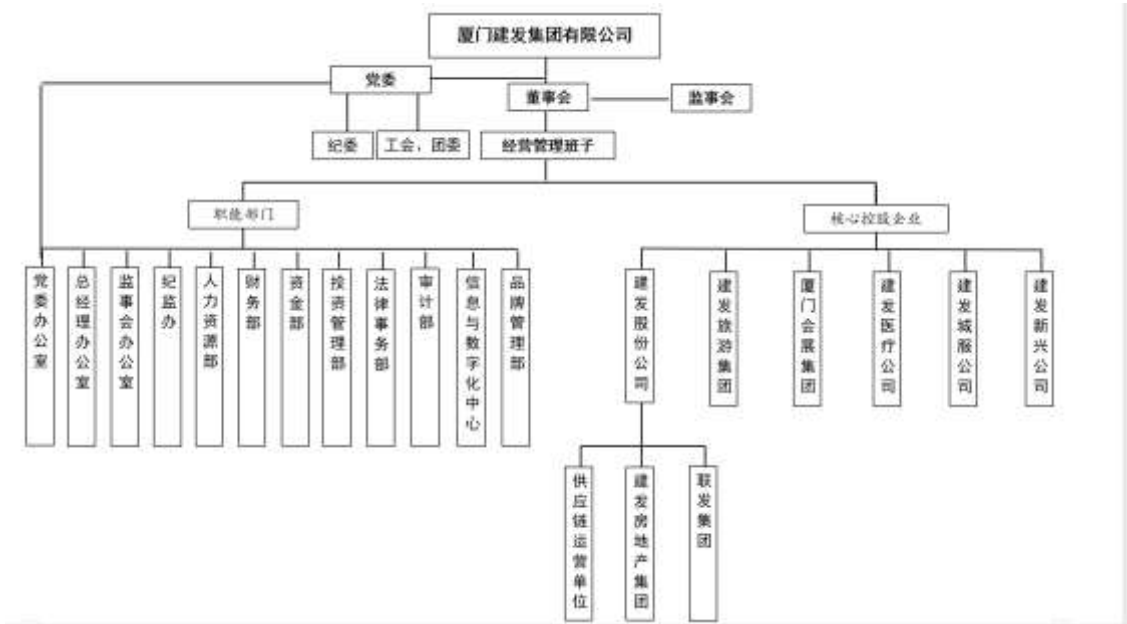 厦门建发集团有限公司
党委
董事会
监事会
纪委
工会、团委
经营管理班子
职能部门
核心控股企业
党委办公室
总经理办公室
监事会办公室
纪监办
人力资源部
财务部
资金部
投资管理部
法律事务部
审计部
信息与数字化中心
品牌管理部
建发股份公司
建发旅游集团
厦门会展集团
建发医疗公司
建发城服公司
建发新兴公司
供应链运营单位
建发房地产集团
联发集团